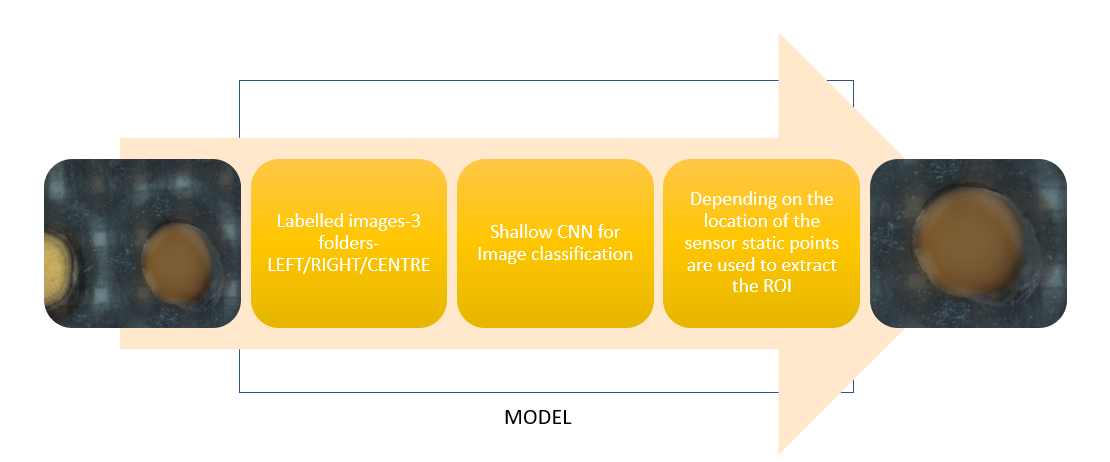 Labelled images-3
folders-
LEFT/RIGHT/CENTRE
Shallow CNN for
Image classification
Depending on the
location of the
sensor static points
are used to extract
the ROI
MODEL